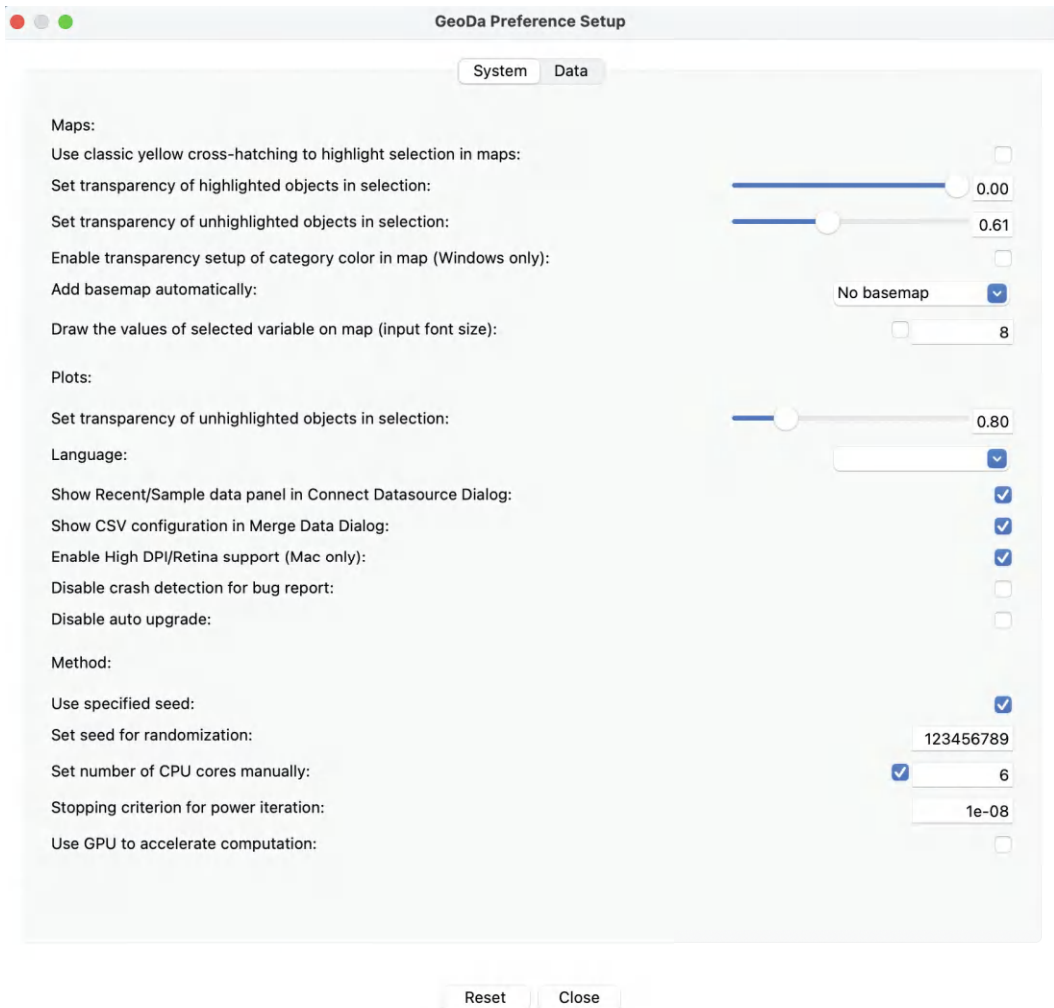 GeoDa Preference Setup
System Data
Maps:
Use classic yellow cross-hatching to highlight selection in maps:
Set transparency of highlighted objects in selection: 0.00
Set transparency of unhighlighted objects in selection: 0.61
Enable transparency setup of category color in map (Windows only):
Add basemap automatically: No basemap
Draw the values of selected variable on map (input font size): 8
Plots:
Set transparency of unhighlighted objects in selection: 0.80
Language:
Show Recent/Sample data panel in Connect Datasource Dialog:
Show CSV configuration in Merge Data Dialog:
Enable High DPI/Retina support (Mac only):
Disable crash detection for bug report:
Disable auto upgrade:
Method:
Use specified seed:
Set seed for randomization: 123456789
Set number of CPU cores manually: 6
Stopping criterion for power iteration: 1e-08
Use GPU to accelerate computation:
Reset Close